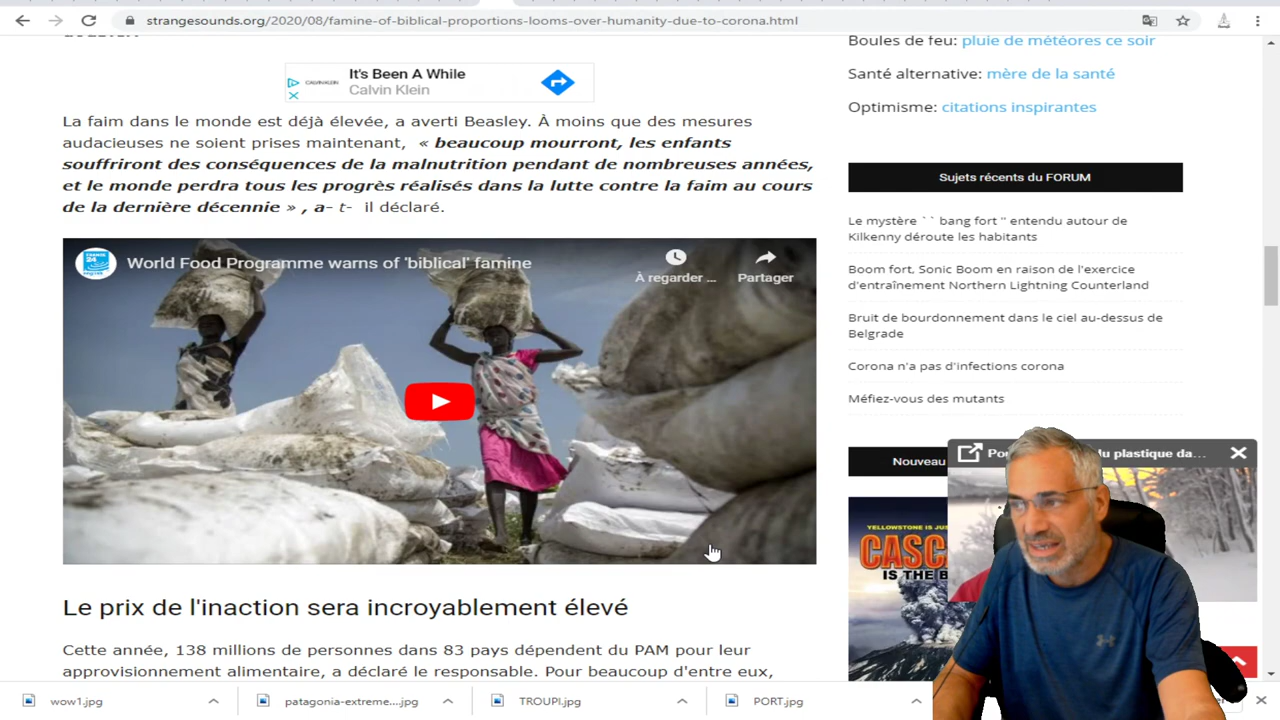 strangesounds.org/2020/08/famine-of-biblical-proportions-looms-over-humanity-due-to-corona.html
It's Been A While
Calvin Klein
CALVIN KLEIN
La faim dans le monde est déjà élevée, a averti Beasley. À moins que des mesures
audacieuses ne soient prises maintenant, « beaucoup mourront, les enfants
souffriront des conséquences de la malnutrition pendant de nombreuses années,
et le monde perdra tous les progrès réalisés dans la lutte contre la faim au cours
de la dernière décennie » , a- t- il déclaré.
FRANCE
24
World Food Programme warns of 'biblical' famine
À regarder ...
Partager
Le prix de l'inaction sera incroyablement élevé
Cette année, 138 millions de personnes dans 83 pays dépendent du PAM pour leur
approvisionnement alimentaire, a déclaré le responsable. Pour beaucoup d'entre eux,
Boules de feu: pluie de météores ce soir
Santé alternative: mère de la santé
Optimisme: citations inspirantes
Sujets récents du FORUM
Le mystère `` bang fort '' entendu autour de
Kilkenny déroute les habitants
Boom fort, Sonic Boom en raison de l'exercice
d'entraînement Northern Lightning Counterland
Bruit de bourdonnement dans le ciel au-dessus de
Belgrade
Corona n'a pas d'infections corona
Méfiez-vous des mutants
Nouveau
plastique da...
YELLOWSTONE IS
CASC
IS THE B
wow1.jpg
patagonia-extreme....jpg
TROUPI.jpg
PORT.jpg